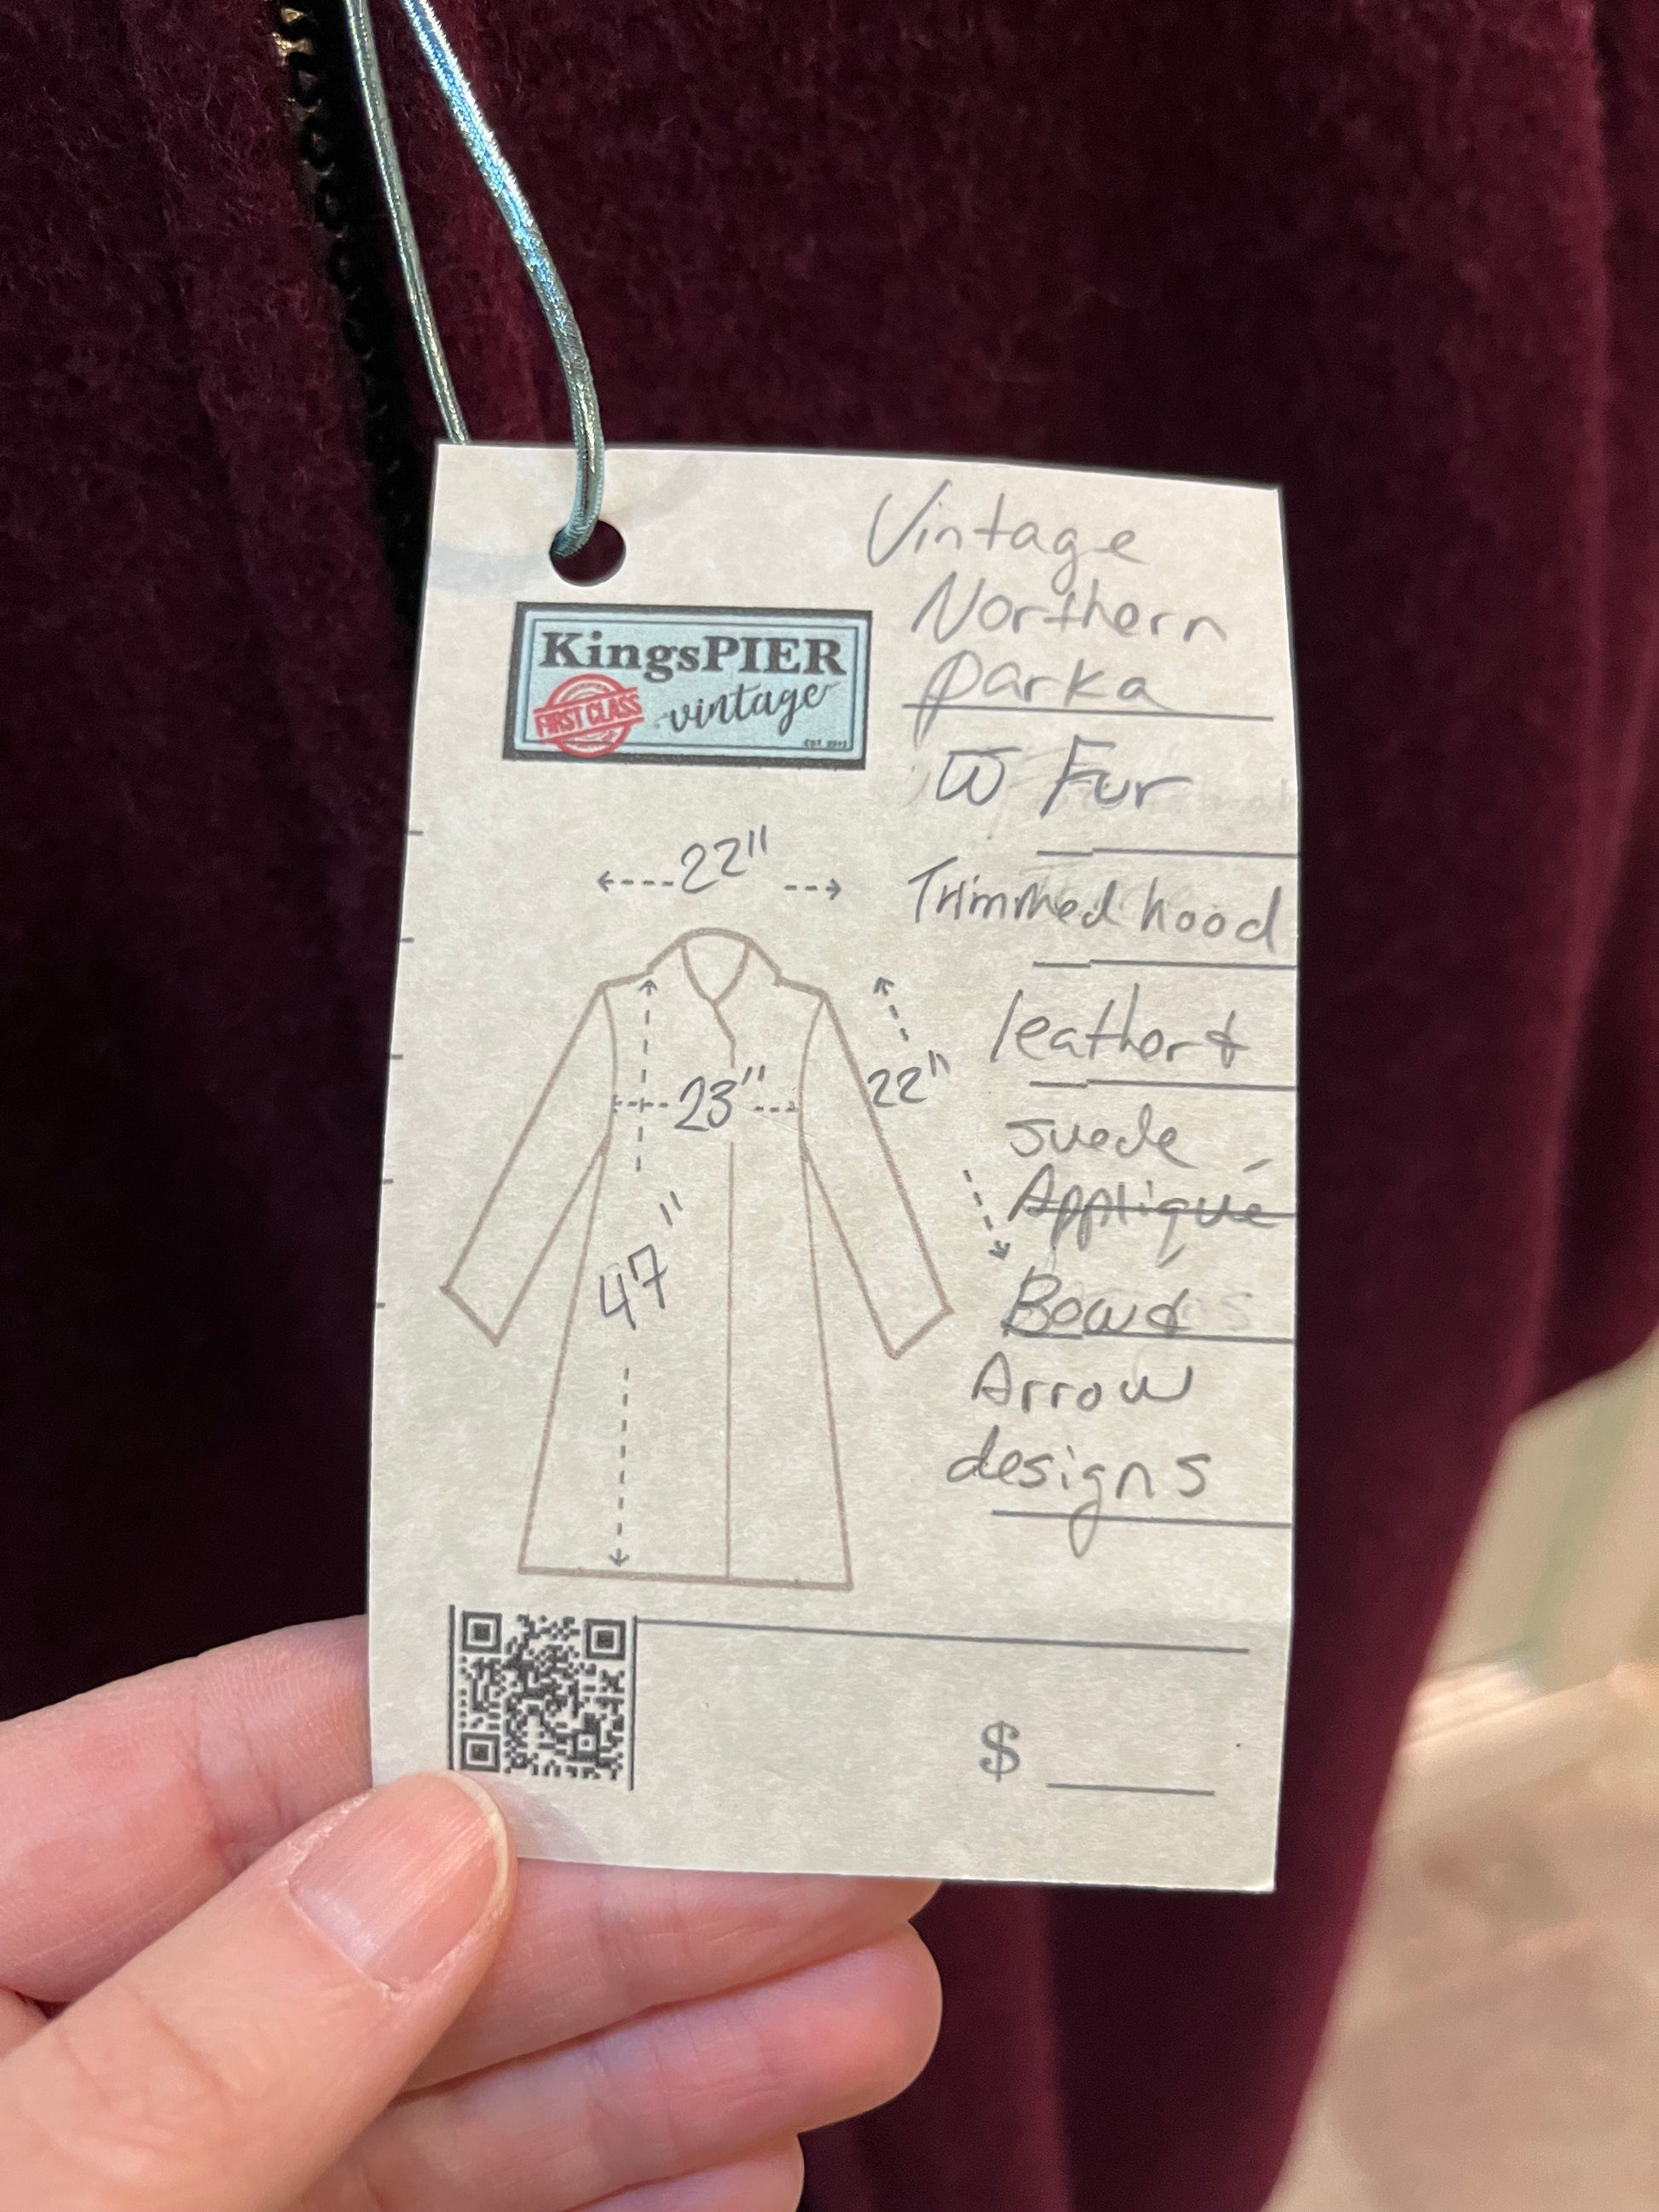 Vintage
Northern
parka
w̅ Fur
Trimmed hood
leather &
suede
Appliqué
Bow &
Arrow
designs
KingsPIER
FIRST CLASS
vintage
22"
23"
22"
47"
$